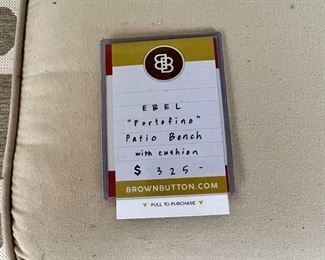 BB
EBEL
"Portofino"
Patio Bench
with cushion
$ 325-
BROWNBUTTON.COM
PULL TO PURCHASE